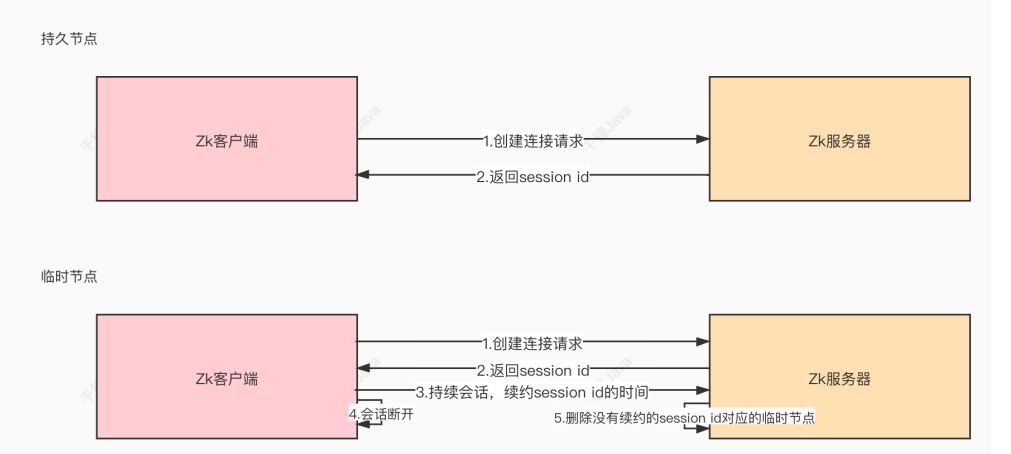 持久节点
Zk客户端
1.创建连接请求
Zk服务器
2.返回session id
临时节点
1.创建连接请求
2.返回session id
Zk客户端
3.持续会话，续约session id的时间
Zk服务器
4.会话断开
5.删除没有续约的session id对应的临时节点